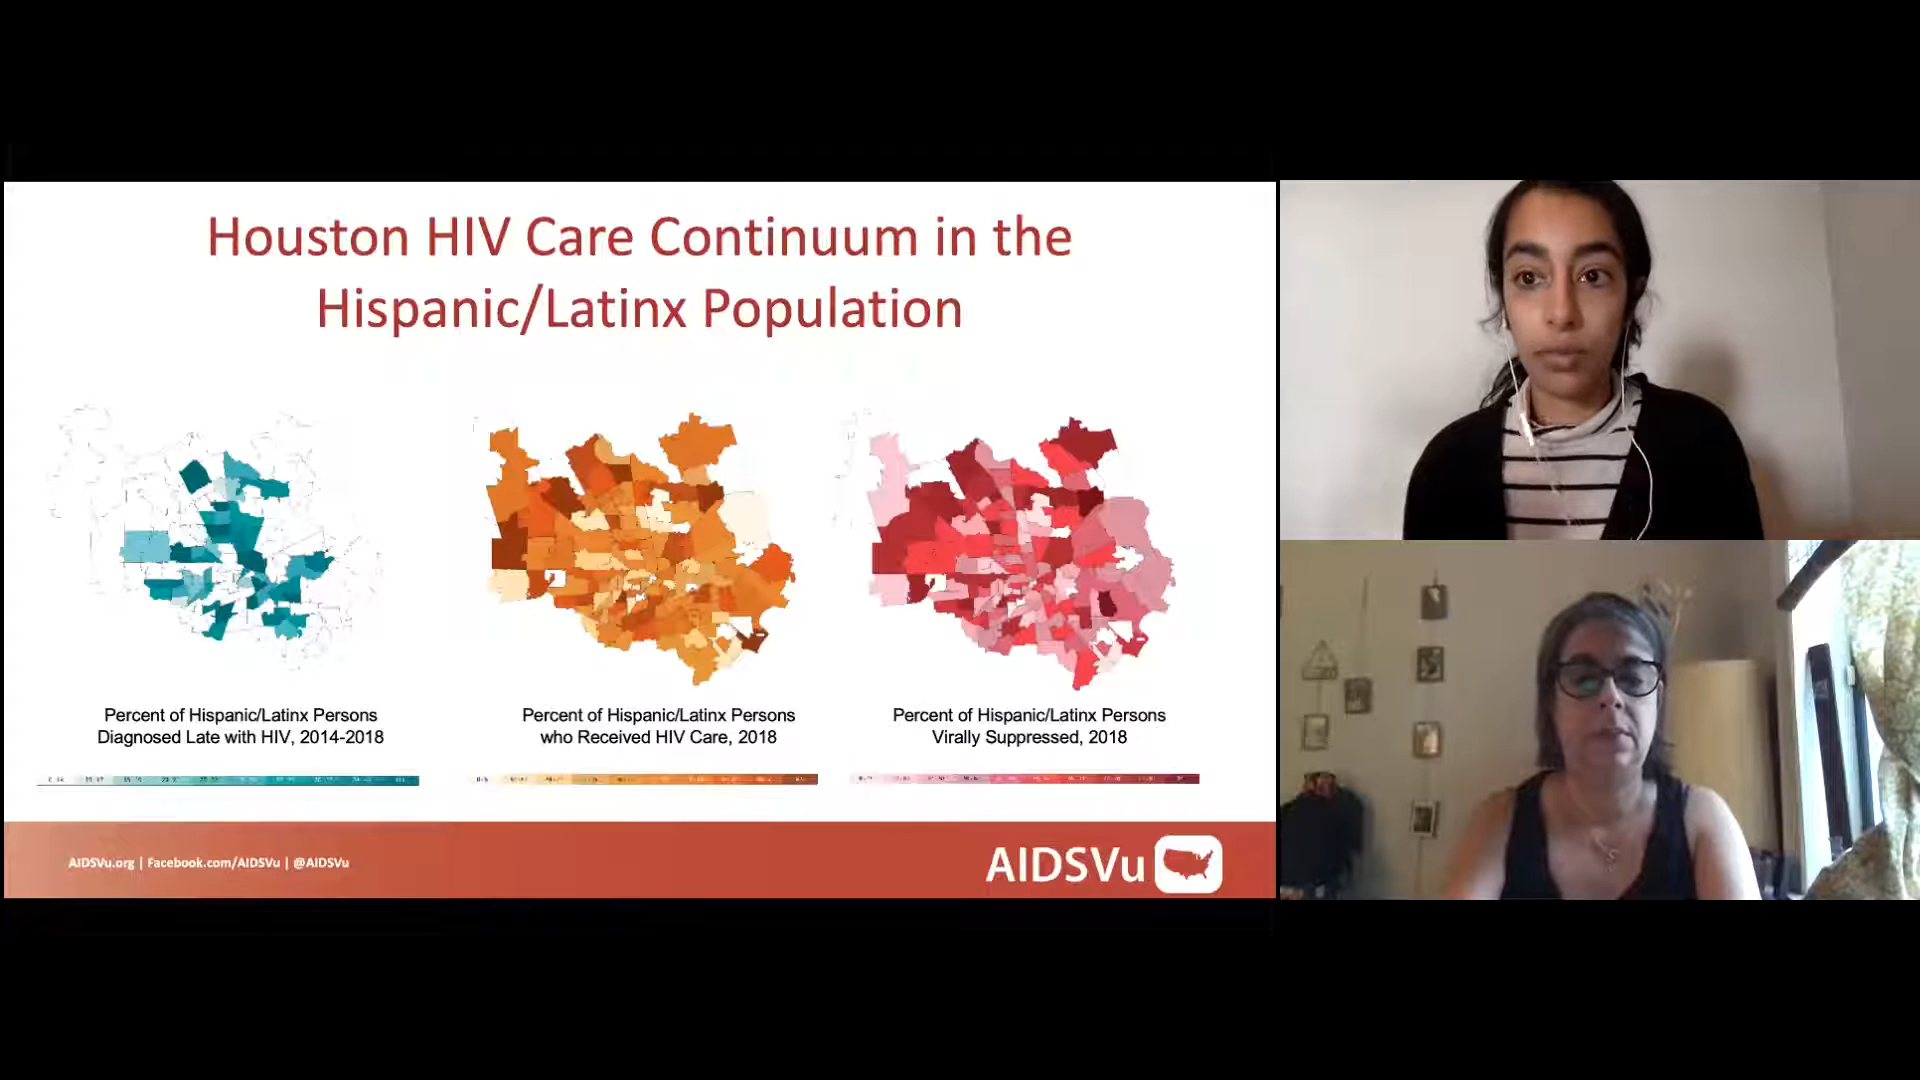 Houston HIV Care Continuum in the
Hispanic/Latinx Population
Percent of Hispanic/Latinx Persons
Diagnosed Late with HIV, 2014-2018
Percent of Hispanic/Latinx Persons
who Received HIV Care, 2018
Percent of Hispanic/Latinx Persons
Virally Suppressed, 2018
AIDSVu.org | Facebook.com/AIDSVu | @AIDSVu
AIDSVu